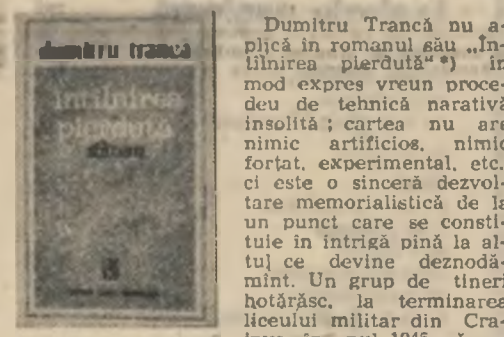 dumitru trancă
întîlnirea
pierdută
Dumitru Trancă nu a-
plică în romanul său „În-
tîlnirea pierdută“ *) în
mod expres vreun proce-
deu de tehnică narativă
insolită ; cartea nu are
nimic artificios, nimic
forțat, experimental, etc.
ci este o sinceră dezvol-
tare memorialistică de la
un punct care se consti-
tuie în intrigă pînă la al-
tul ce devine deznodă-
mînt. Un grup de tineri
hotărăsc, la terminarea
liceului militar din Cra-